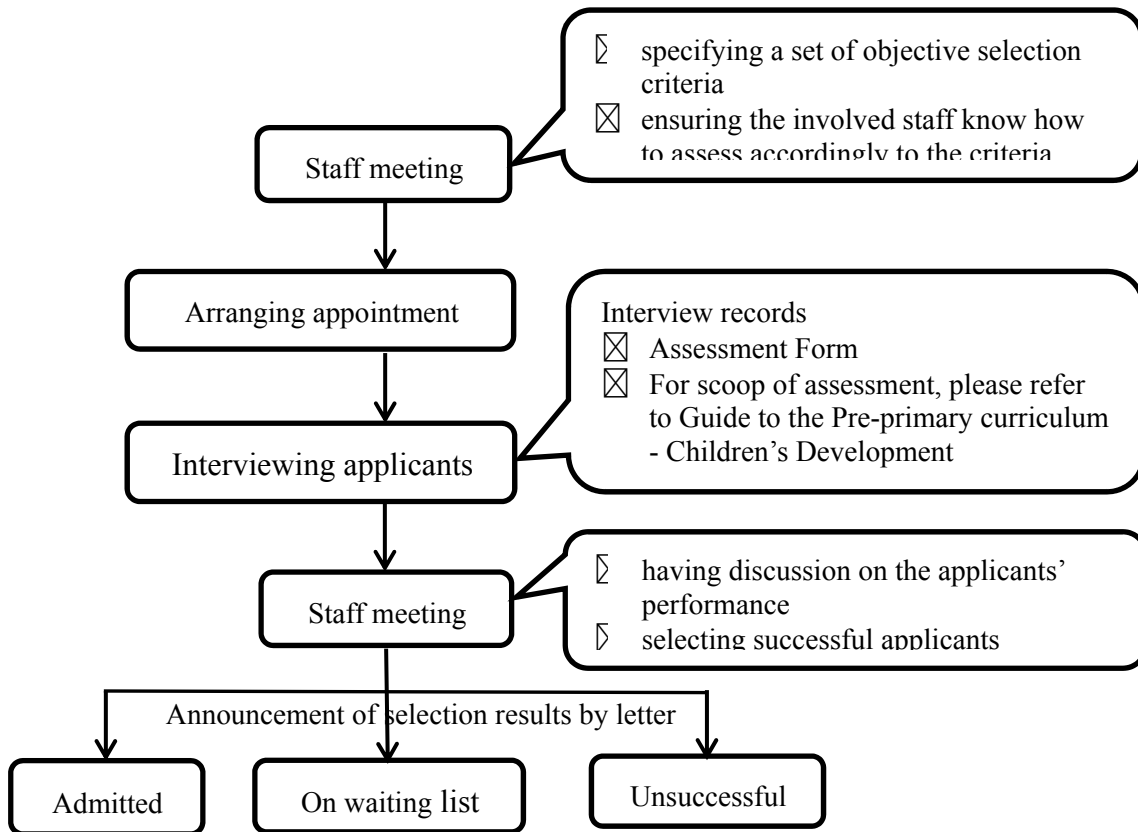 specifying a set of objective selection
criteria
ensuring the involved staff know how
to assess accordingly to the criteria
Staff meeting
Arranging appointment
Interview records
Assessment Form
For scoop of assessment, please refer
to Guide to the Pre-primary curriculum
- Children’s Development
Interviewing applicants
having discussion on the applicants’
performance
selecting successful applicants
Staff meeting
Announcement of selection results by letter
Admitted
On waiting list
Unsuccessful